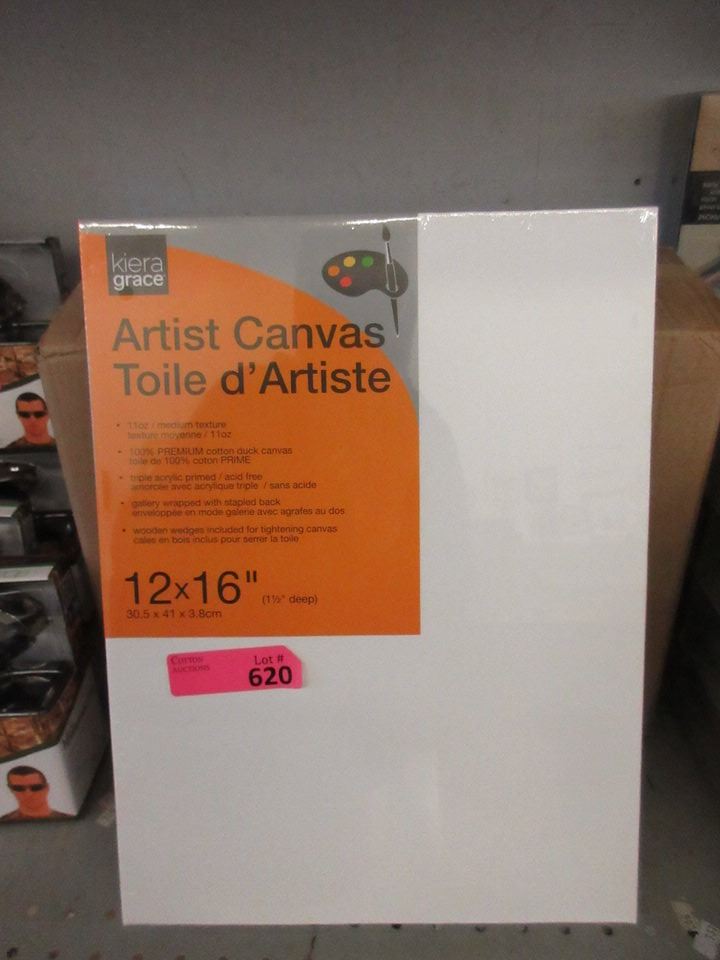 kiera
grace
Artist Canvas
Toile d'Artiste
• 11oz / medium texture
texture moyenne / 11oz
• 100% PREMIUM cotton duck canvas
toile de 100% coton PRIME
• triple acrylic primed / acid free
amorcée avec acrylique triple / sans acide
• gallery wrapped with stapled back
enveloppée en mode galerie avec agrafes au dos
• wooden wedges included for tightening canvas
cales en bois inclus pour serrer la toile
12x16" (1½" deep)
30.5 x 41 x 3.8cm
COTTON
AUCTIONS
Lot #
620